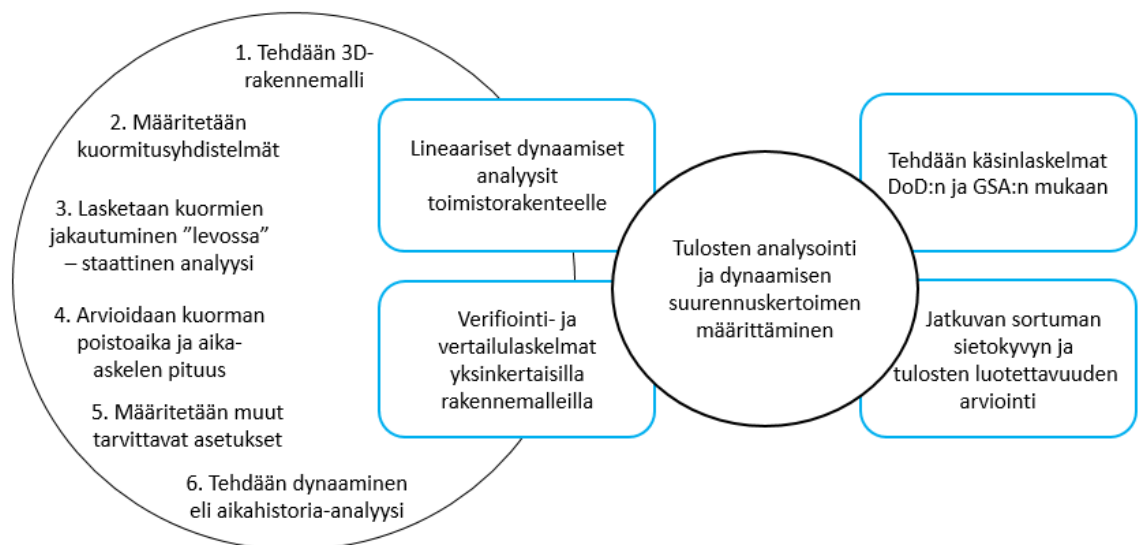 1. Tehdään 3D-
rakennemalli
2. Määritetään
kuormitusyhdistelmät
3. Lasketaan kuormien
jakautuminen ”levossa”
– staattinen analyysi
4. Arvioidaan kuorman
poistoaika ja aika-
askelen pituus
5. Määritetään muut
tarvittavat asetukset
6. Tehdään dynaaminen
eli aikahistoria-analyysi
Lineaariset dynaamiset
analyysit
toimistorakenteelle
Verifiointi- ja
vertailulaskelmat
yksinkertaisilla
rakennemalleilla
Tulosten analysointi
ja dynaamisen
suurennuskertoimen
määrittäminen
Tehdään käsinlaskelmat
DoD:n ja GSA:n mukaan
Jatkuvan sortuman
sietokyvyn ja
tulosten luotettavuuden
arviointi